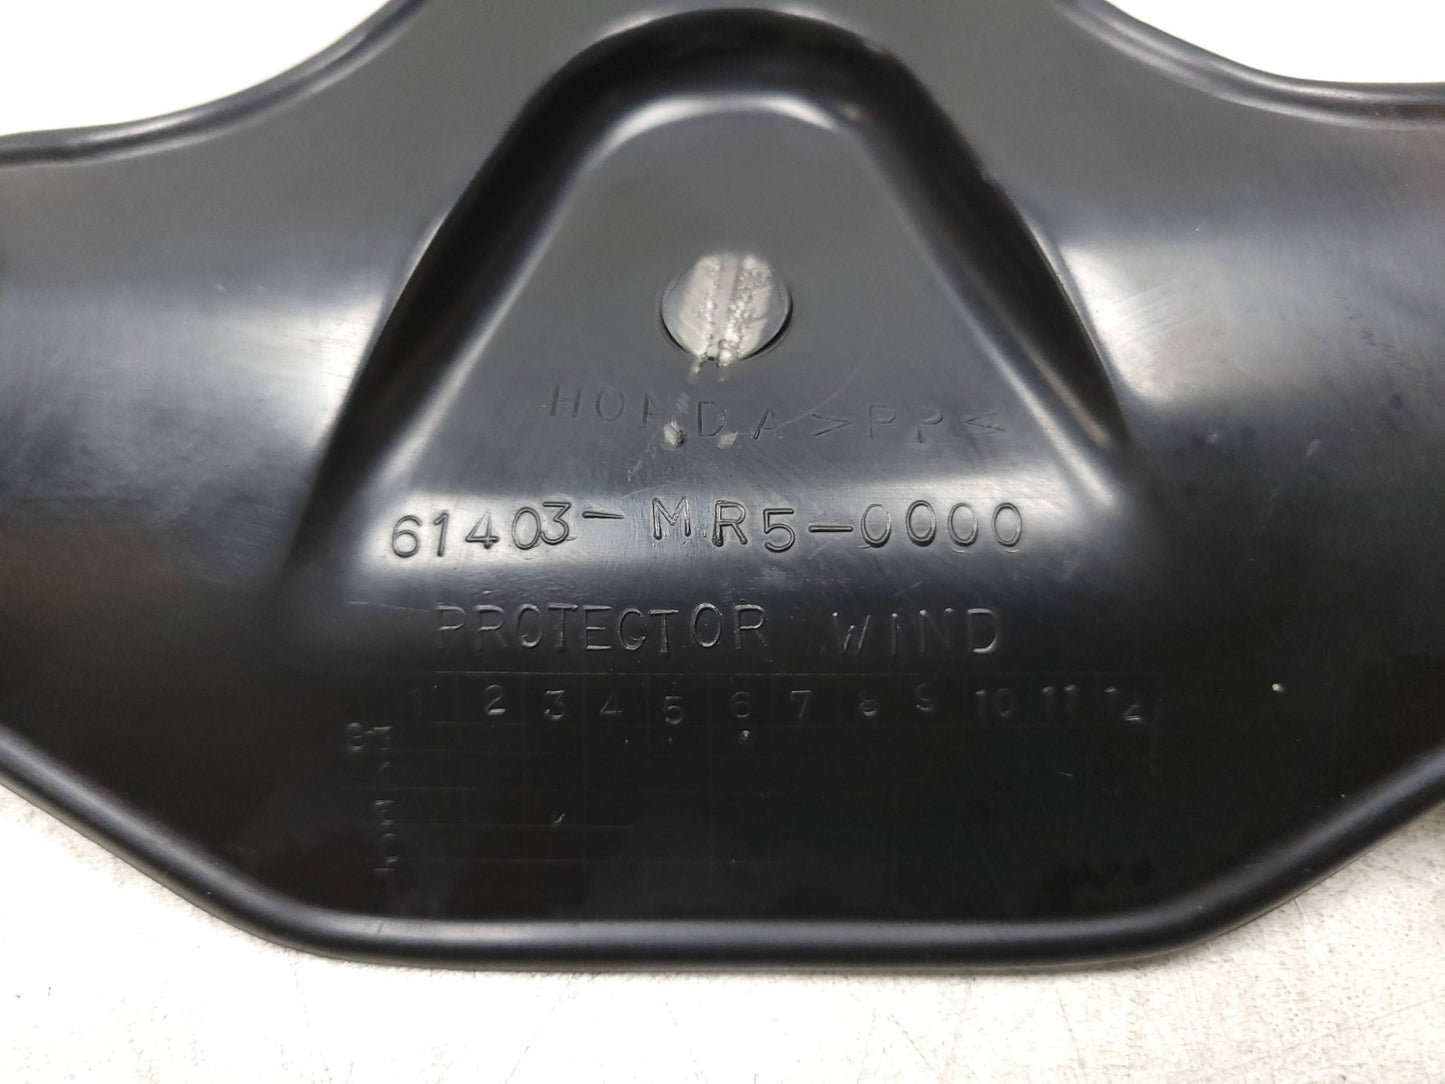 HONDA >PP<
61403-MR5-0000
PROTECTOR WIND
1 2 3 4 5 6 7 8 9 10 11 12